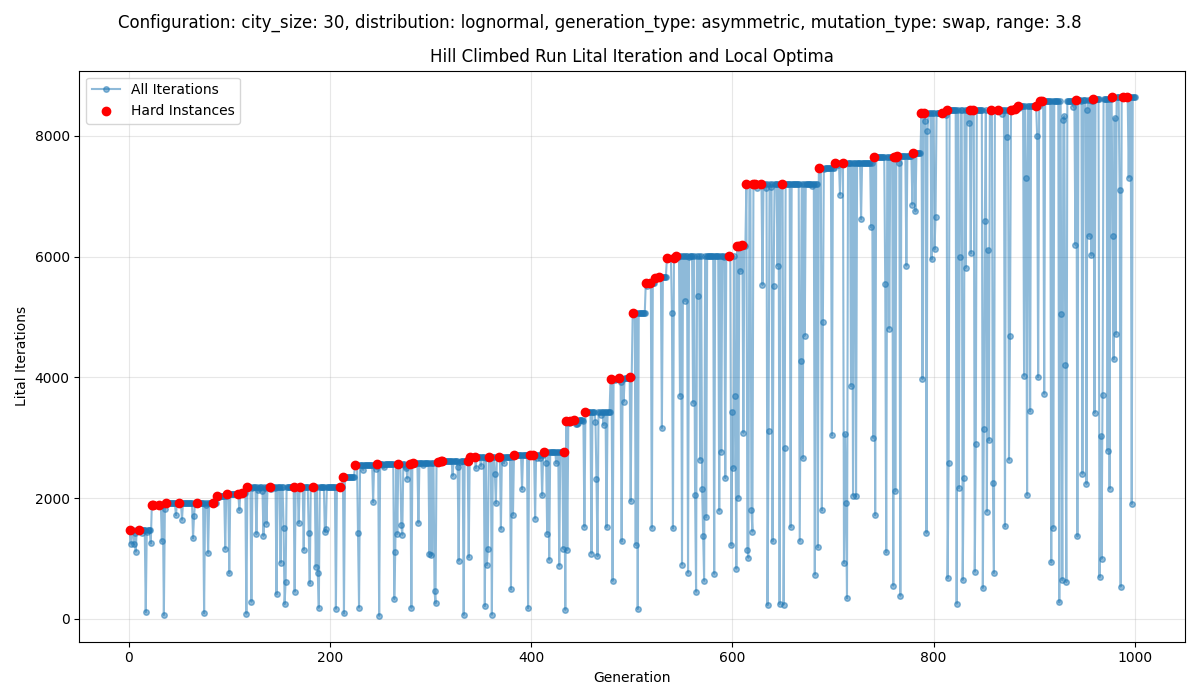 Configuration: city_size: 30, distribution: lognormal, generation_type: asymmetric, mutation_type: swap, range: 3.8
Hill Climbed Run Lital Iteration and Local Optima
All Iterations
Hard Instances
Lital Iterations
8000
6000
4000
2000
0
0 200 400 600 800 1000
Generation